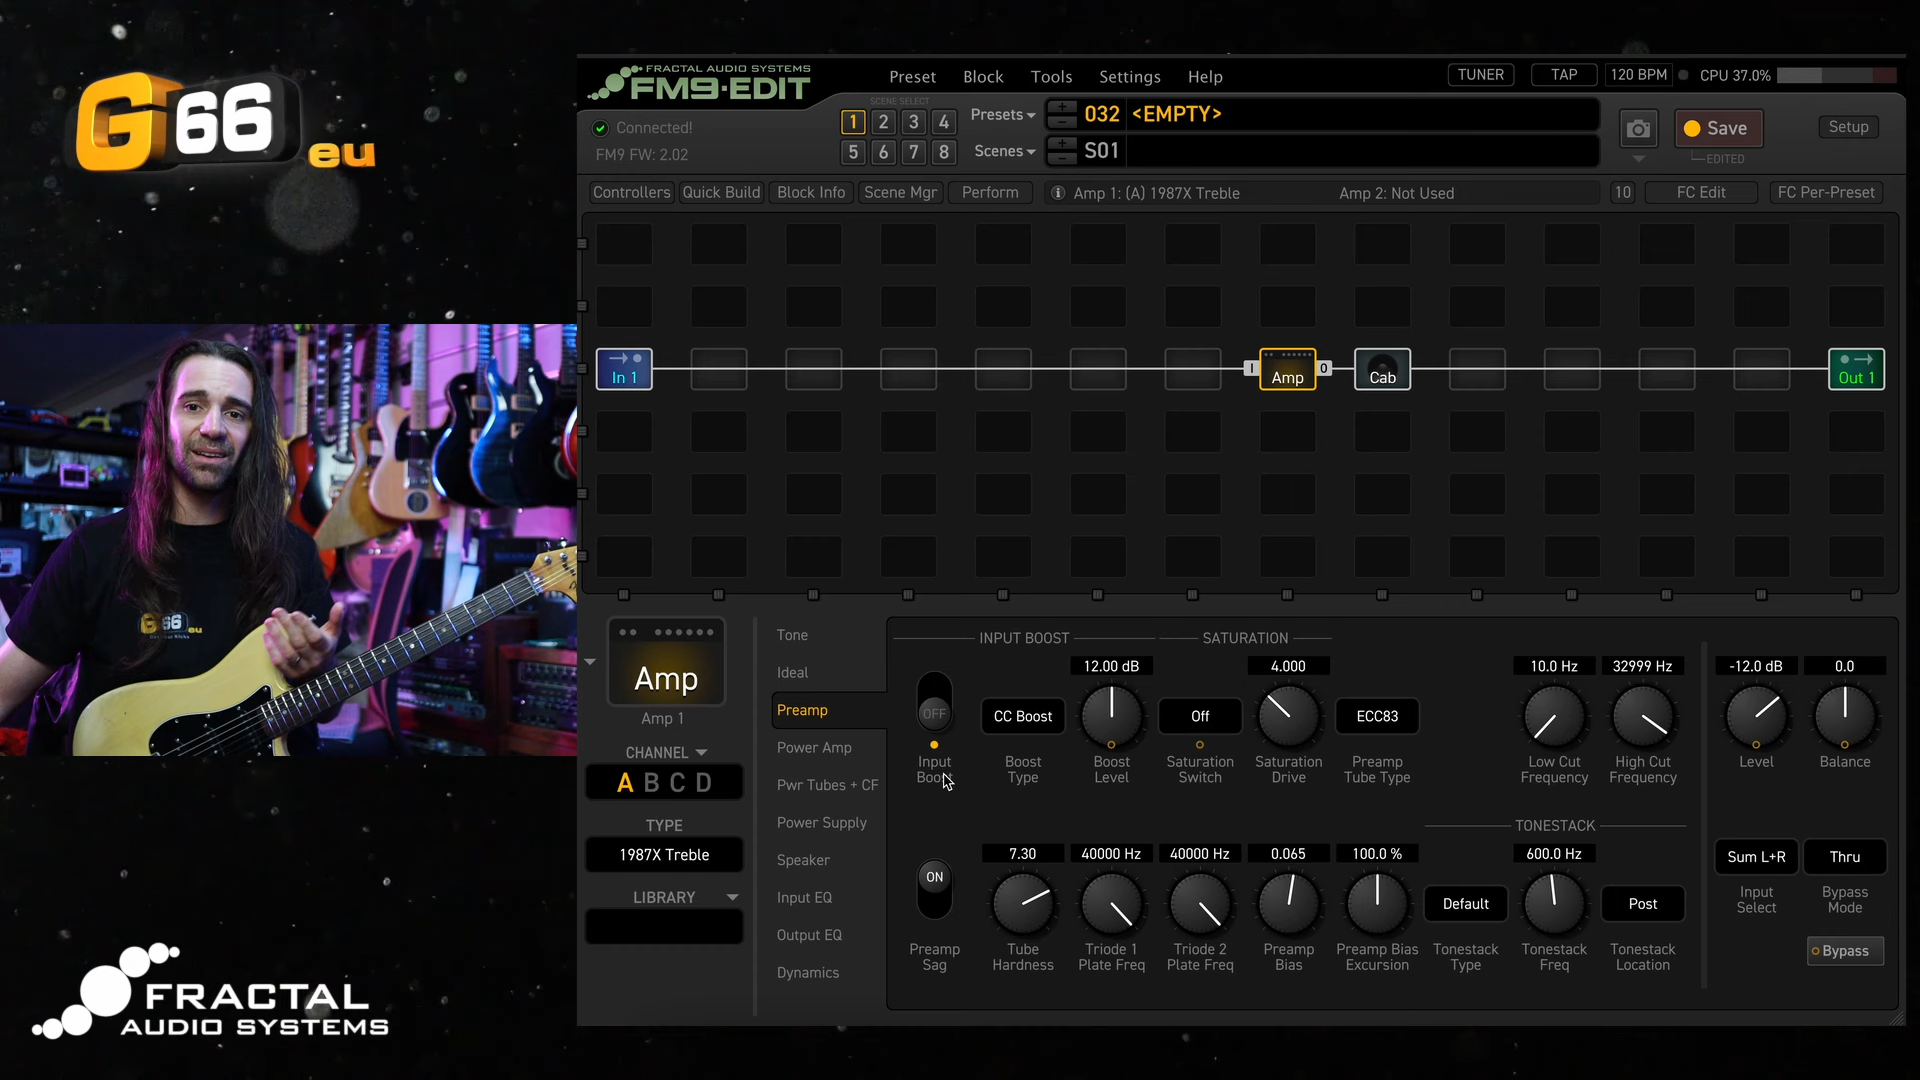 G66
.eu
FRACTAL AUDIO SYSTEMS
FM9·EDIT
Preset Block Tools Settings Help
TUNER TAP 120 BPM CPU 37.0%
Connected!
FM9 FW: 2.02
SCENE SELECT
1 2 3 4
5 6 7 8
Presets + - 032 <EMPTY>
Scenes + - S01
Save
EDITED
Setup
Controllers Quick Build Block Info Scene Mgr Perform
Amp 1: (A) 1987X Treble Amp 2: Not Used
10 FC Edit FC Per-Preset
In 1 I Amp O Cab Out 1
Amp
Amp 1
CHANNEL
A B C D
TYPE
1987X Treble
LIBRARY
Tone
Ideal
Preamp
Power Amp
Pwr Tubes + CF
Power Supply
Speaker
Input EQ
Output EQ
Dynamics
INPUT BOOST SATURATION
12.00 dB 4.000 10.0 Hz 32999 Hz -12.0 dB 0.0
OFF CC Boost Off ECC83
Input Boost
Boost Type
Boost Level
Saturation Switch
Saturation Drive
Preamp Tube Type
Low Cut Frequency
High Cut Frequency
Level
Balance
TONESTACK
7.30 40000 Hz 40000 Hz 0.065 100.0 % 600.0 Hz
ON Default Post
Preamp Sag
Tube Hardness
Triode 1 Plate Freq
Triode 2 Plate Freq
Preamp Bias
Preamp Bias Excursion
Tonestack Type
Tonestack Freq
Tonestack Location
Sum L+R Thru
Input Select
Bypass Mode
Bypass
G66.eu
FRACTAL
AUDIO SYSTEMS